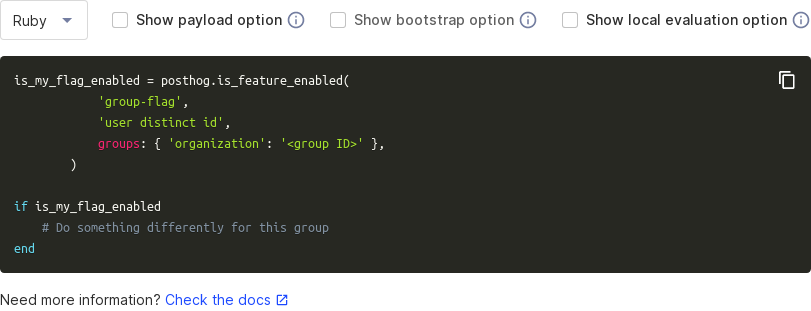 Ruby Show payload option Show bootstrap option Show local evaluation option
is_my_flag_enabled = posthog.is_feature_enabled(
            'group-flag',
            'user distinct id',
            groups: { 'organization': '<group ID>' },
        )
if is_my_flag_enabled
    # Do something differently for this group
end
Need more information? Check the docs